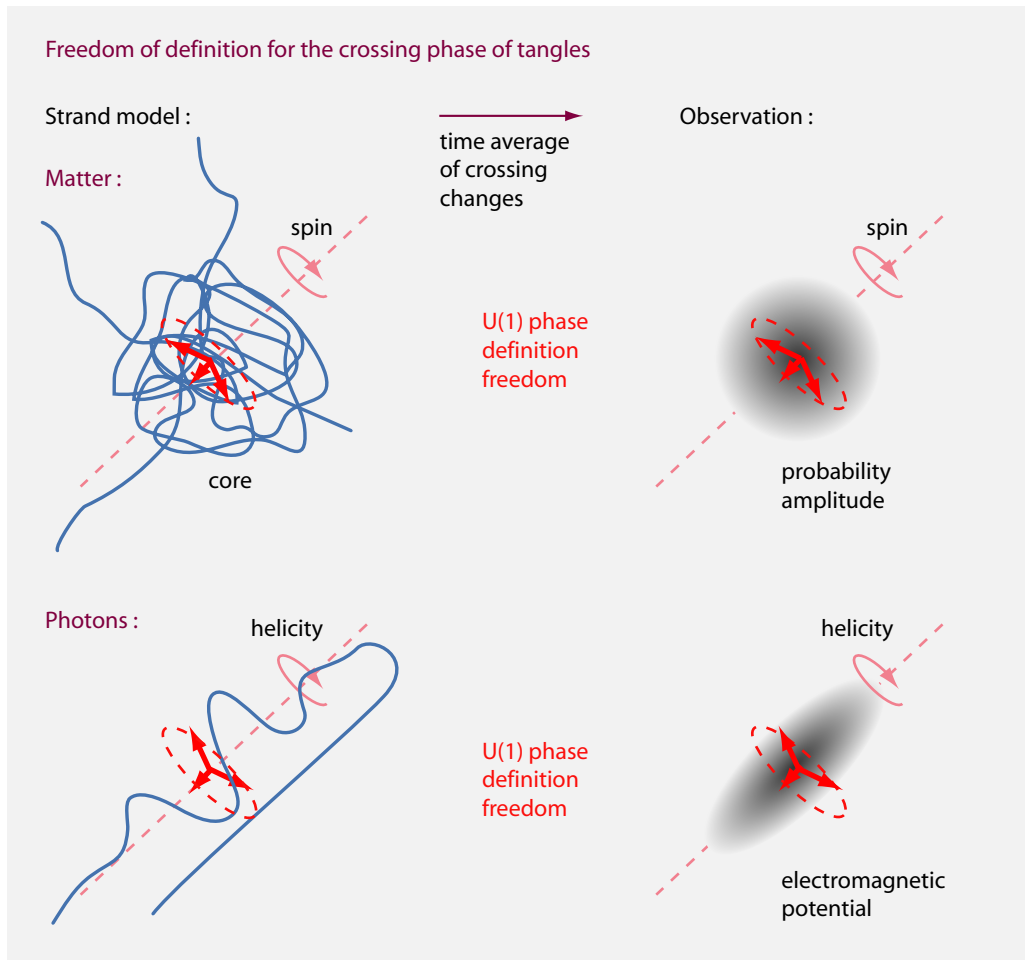 Freedom of definition for the crossing phase of tangles
Strand model :
time average
of crossing
changes
Observation :
Matter :
spin
spin
U(1) phase
definition
freedom
core
probability
amplitude
Photons :
helicity
helicity
U(1) phase
definition
freedom
electromagnetic
potential